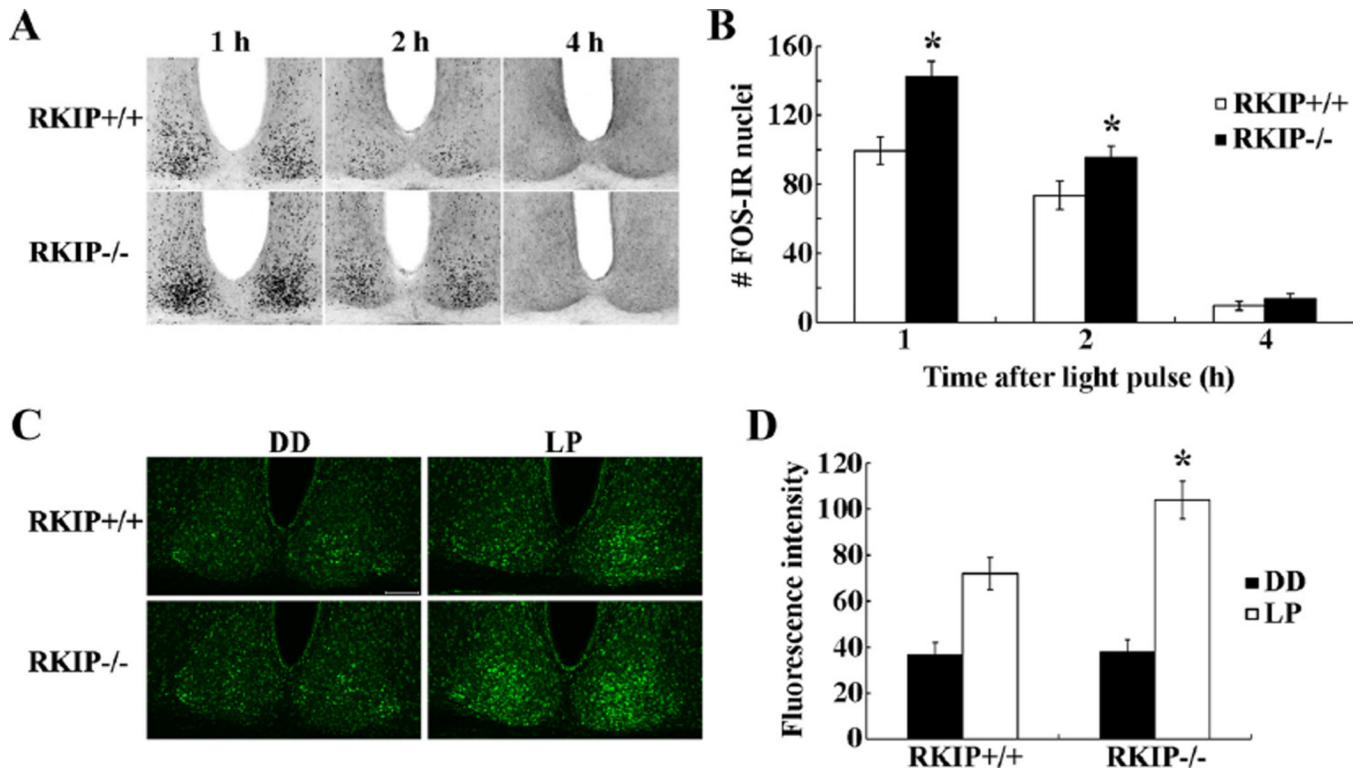 A
1 h 2 h 4 h
RKIP+/+
RKIP-/-
B
160
120
80
40
0
# FOS-IR nuclei
*
*
RKIP+/+
RKIP-/-
1 2 4
Time after light pulse (h)
C
DD LP
RKIP+/+
RKIP-/-
D
120
100
80
60
40
20
0
Fluorescence intensity
*
DD
LP
RKIP+/+ RKIP-/-